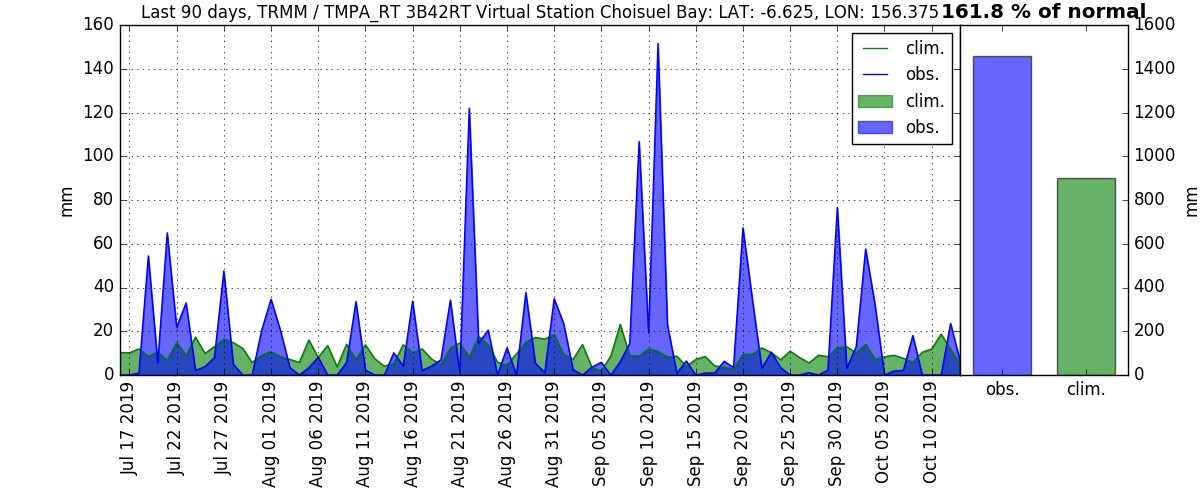 Last 90 days, TRMM / TMPA_RT 3B42RT Virtual Station Choisuel Bay: LAT: -6.625, LON: 156.375
161.8 % of normal
160
140
120
100
80
60
40
20
0
mm
clim.
obs.
clim.
obs.
1600
1400
1200
1000
800
600
400
200
0
mm
obs.
clim.
Jul 17 2019
Jul 22 2019
Jul 27 2019
Aug 01 2019
Aug 06 2019
Aug 11 2019
Aug 16 2019
Aug 21 2019
Aug 26 2019
Aug 31 2019
Sep 05 2019
Sep 10 2019
Sep 15 2019
Sep 20 2019
Sep 25 2019
Sep 30 2019
Oct 05 2019
Oct 10 2019